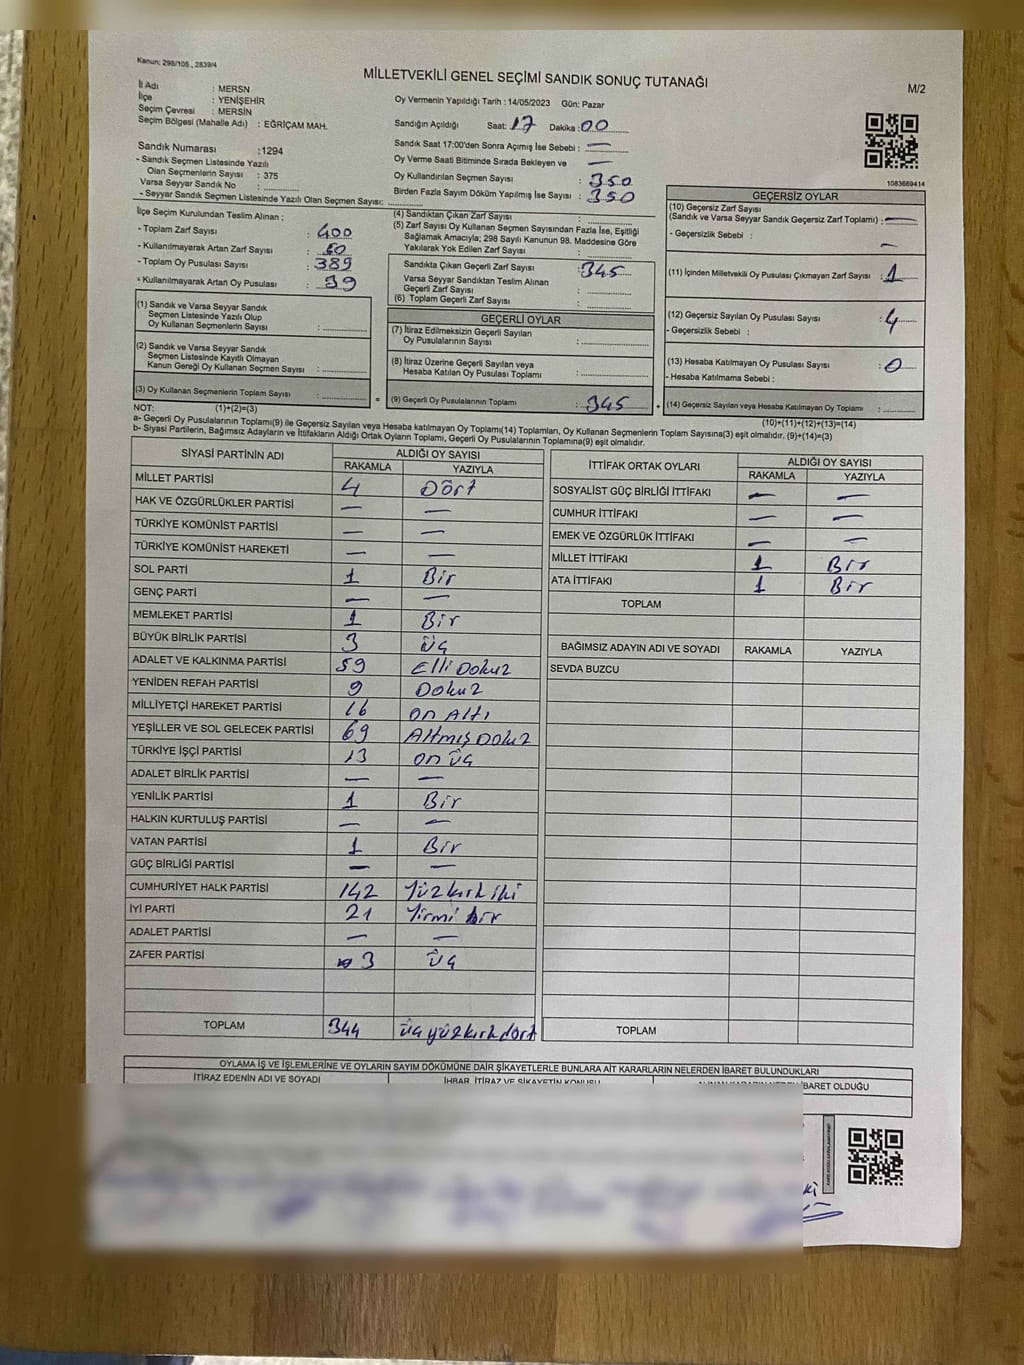 Kanun: 298/105 , 2839/4
MİLLETVEKİLİ GENEL SEÇİMİ SANDIK SONUÇ TUTANAĞI
M/2
İl Adı : MERSN
İlçe : YENİŞEHİR
Seçim Çevresi : MERSİN
Seçim Bölgesi (Mahalle Adı) : EĞRİÇAM MAH.
Oy Vermenin Yapıldığı Tarih : 14/05/2023 Gün: Pazar
Sandığın Açıldığı Saat: 17 Dakika : 00
Sandık Saat 17:00'den Sonra Açımış İse Sebebi : —
Oy Verme Saati Bitiminde Sırada Bekleyen ve —
Oy Kullandırılan Seçmen Sayısı : 350
Birden Fazla Sayım Döküm Yapılmış İse Sayısı : 350
Sandık Numarası :1294
- Sandık Seçmen Listesinde Yazılı
Olan Seçmenlerin Sayısı : 375
Varsa Seyyar Sandık No :
- Seyyar Sandık Seçmen Listesinde Yazılı Olan Seçmen Sayısı:
1083689414
İlçe Seçim Kurulundan Teslim Alınan ;
- Toplam Zarf Sayısı : 400
- Kullanılmayarak Artan Zarf Sayısı : 50
- Toplam Oy Pusulası Sayısı : 389
- Kullanılmayarak Artan Oy Pusulası : 39
(1) Sandık ve Varsa Seyyar Sandık
Seçmen Listesinde Yazılı Olup
Oy Kullanan Seçmenlerin Sayısı :
(2) Sandık ve Varsa Seyyar Sandık
Seçmen Listesinde Kayıtlı Olmayan
Kanun Gereği Oy Kullanan Seçmen Sayısı :
(3) Oy Kullanan Seçmenlerin Toplam Sayısı : =
(4) Sandıktan Çıkan Zarf Sayısı :
(5) Zarf Sayısı Oy Kullanan Seçmen Sayısından Fazla İse, Eşitliği
Sağlamak Amacıyla; 298 Sayılı Kanunun 98. Maddesine Göre
Yakılarak Yok Edilen Zarf Sayısı :
Sandıkta Çıkan Geçerli Zarf Sayısı : 345
Varsa Seyyar Sandıktan Teslim Alınan
Geçerli Zarf Sayısı :
(6) Toplam Geçerli Zarf Sayısı :
GEÇERLİ OYLAR
(7) İtiraz Edilmeksizin Geçerli Sayılan
Oy Pusulalarının Sayısı :
(8) İtiraz Üzerine Geçerli Sayılan veya
Hesaba Katılan Oy Pusulası Toplamı :
(9) Geçerli Oy Pusulalarının Toplamı : 345 +
GEÇERSİZ OYLAR
(10) Geçersiz Zarf Sayısı
(Sandık ve Varsa Seyyar Sandık Geçersiz Zarf Toplamı) : —
- Geçersizlik Sebebi : —
(11) İçinden Milletvekili Oy Pusulası Çıkmayan Zarf Sayısı : 1
(12) Geçersiz Sayılan Oy Pusulası Sayısı : 4
- Geçersizlik Sebebi :
(13) Hesaba Katılmayan Oy Pusulası Sayısı : 0
- Hesaba Katılmama Sebebi :
(14) Geçersiz Sayılan veya Hesaba Katılmayan Oy Toplamı :
NOT: (1)+(2)=(3) (10)+(11)+(12)+(13)=(14)
a- Geçerli Oy Pusulalarının Toplamı(9) ile Geçersiz Sayılan veya Hesaba katılmayan Oy Toplamı(14) Toplamları, Oy Kullanan Seçmenlerin Toplam Sayısına(3) eşit olmalıdır. (9)+(14)=(3)
b- Siyasi Partilerin, Bağımsız Adayların ve İttifakların Aldığı Ortak Oyların Toplamı, Geçerli Oy Pusulalarının Toplamına(9) eşit olmalıdır.
SİYASİ PARTİNİN ADI ALDIĞI OY SAYISI
RAKAMLA YAZIYLA
MİLLET PARTİSİ 4 Dört
HAK VE ÖZGÜRLÜKLER PARTİSİ — —
TÜRKİYE KOMÜNİST PARTİSİ — —
TÜRKİYE KOMÜNİST HAREKETİ — —
SOL PARTİ 1 Bir
GENÇ PARTİ — —
MEMLEKET PARTİSİ 1 Bir
BÜYÜK BİRLİK PARTİSİ 3 Üç
ADALET VE KALKINMA PARTİSİ 59 Elli Dokuz
YENİDEN REFAH PARTİSİ 9 Dokuz
MİLLİYETÇİ HAREKET PARTİSİ 16 on Altı
YEŞİLLER VE SOL GELECEK PARTİSİ 69 Altmış Dokuz
TÜRKİYE İŞÇİ PARTİSİ 13 on üç
ADALET BİRLİK PARTİSİ — —
YENİLİK PARTİSİ 1 Bir
HALKIN KURTULUŞ PARTİSİ — —
VATAN PARTİSİ 1 Bir
GÜÇ BİRLİĞİ PARTİSİ — —
CUMHURİYET HALK PARTİSİ 142 Yüz kırk iki
İYİ PARTİ 21 Yirmi bir
ADALET PARTİSİ — —
ZAFER PARTİSİ 3 üç
TOPLAM 344 üçyüzkırkdört
İTTİFAK ORTAK OYLARI ALDIĞI OY SAYISI
RAKAMLA YAZIYLA
SOSYALİST GÜÇ BİRLİĞİ İTTİFAKI — —
CUMHUR İTTİFAKI — —
EMEK VE ÖZGÜRLÜK İTTİFAKI — —
MİLLET İTTİFAKI 1 Bir
ATA İTTİFAKI 1 Bir
TOPLAM
BAĞIMSIZ ADAYIN ADI VE SOYADI RAKAMLA YAZIYLA
SEVDA BUZCU
TOPLAM
OYLAMA İŞ VE İŞLEMLERİNE VE OYLARIN SAYIM DÖKÜMÜNE DAİR ŞİKAYETLERLE BUNLARA AİT KARARLARIN NELERDEN İBARET BULUNDUKLARI
İTİRAZ EDENİN ADI VE SOYADI İHBAR, İTİRAZ VE ŞİKAYETİN KONUSU İBARET OLDUĞU